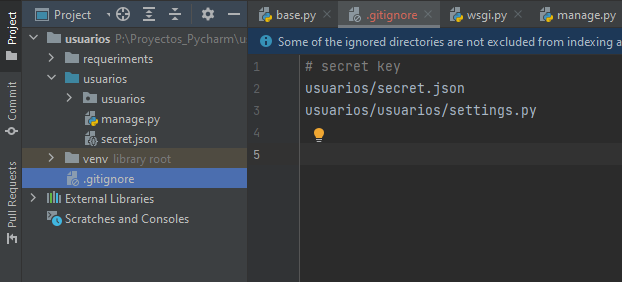 Project
base.py
.gitignore
wsgi.py
manage.py
usuarios P:\Proyectos_Pycharm\u
Some of the ignored directories are not excluded from indexing a
requeriments
usuarios
usuarios
manage.py
secret.json
venv library root
.gitignore
External Libraries
Scratches and Consoles
1 # secret key
2 usuarios/secret.json
3 usuarios/usuarios/settings.py
4
5
Project
Commit
Pull Requests